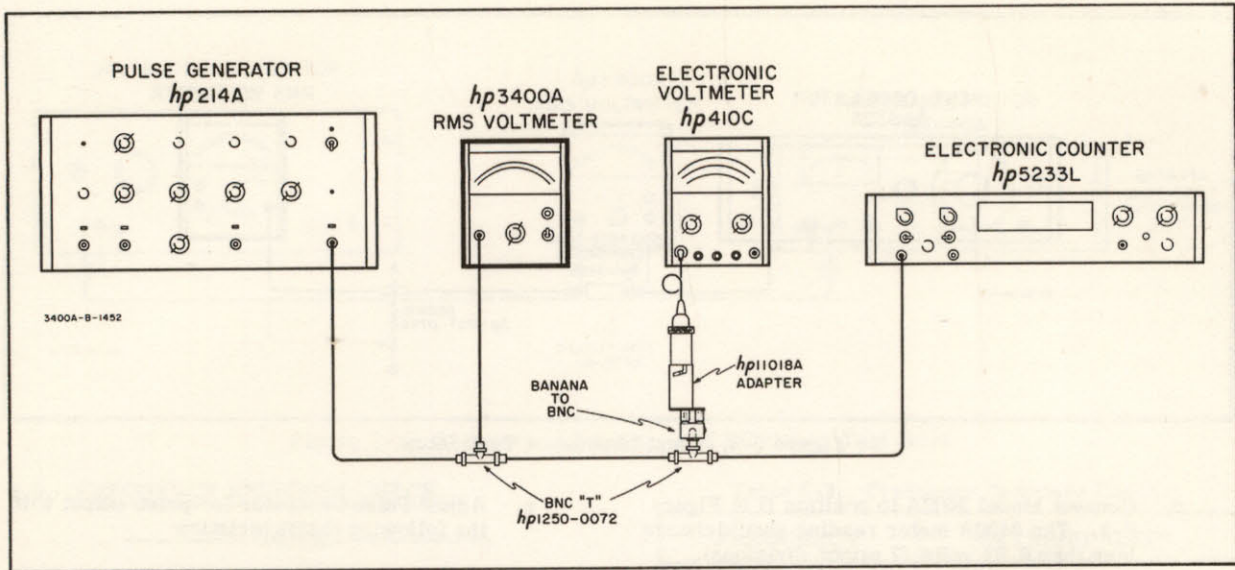 PULSE GENERATOR
hp 214A
hp 3400A
RMS VOLTMETER
ELECTRONIC
VOLTMETER
hp 410C
ELECTRONIC COUNTER
hp 5233L
3400A-B-1452
hp 11018A
ADAPTER
BANANA
TO
BNC
BNC "T"
hp 1250-0072